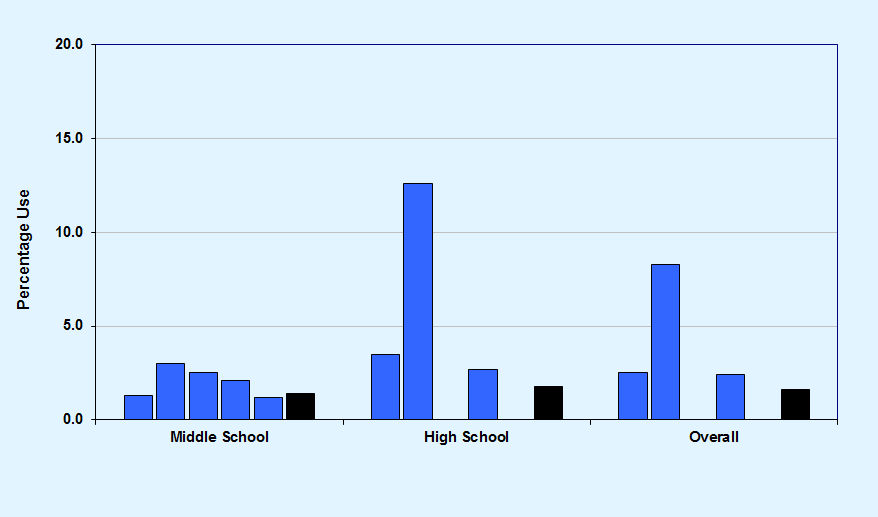 20.0
15.0
10.0
5.0
0.0
Percentage Use
Middle School
High School
Overall